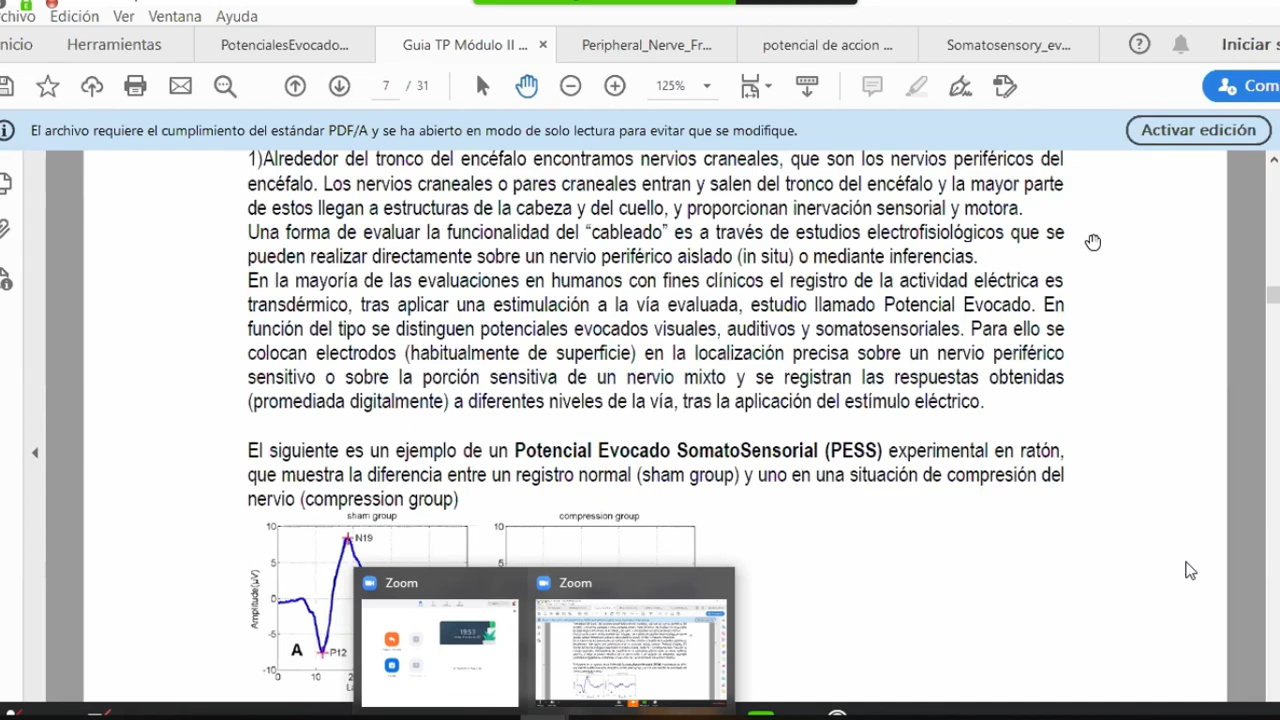 Edición Ver Ventana Ayuda
Herramientas PotencialesEvocado... Guia TP Módulo II ... × Peripheral_Nerve_Fr... potencial de accion Somatosensory_ev... Iniciar
7 / 31 125% Com
El archivo requiere el cumplimiento del estándar PDF/A y se ha abierto en modo de solo lectura para evitar que se modifique. Activar edición
1)Alrededor del tronco del encéfalo encontramos nervios craneales, que son los nervios periféricos del
encéfalo. Los nervios craneales o pares craneales entran y salen del tronco del encéfalo y la mayor parte
de estos llegan a estructuras de la cabeza y del cuello, y proporcionan inervación sensorial y motora.
Una forma de evaluar la funcionalidad del “cableado” es a través de estudios electrofisiológicos que se
pueden realizar directamente sobre un nervio periférico aislado (in situ) o mediante inferencias.
En la mayoría de las evaluaciones en humanos con fines clínicos el registro de la actividad eléctrica es
transdérmico, tras aplicar una estimulación a la vía evaluada, estudio llamado Potencial Evocado. En
función del tipo se distinguen potenciales evocados visuales, auditivos y somatosensoriales. Para ello se
colocan electrodos (habitualmente de superficie) en la localización precisa sobre un nervio periférico
sensitivo o sobre la porción sensitiva de un nervio mixto y se registran las respuestas obtenidas
(promediada digitalmente) a diferentes niveles de la vía, tras la aplicación del estímulo eléctrico.
El siguiente es un ejemplo de un Potencial Evocado SomatoSensorial (PESS) experimental en ratón,
que muestra la diferencia entre un registro normal (sham group) y uno en una situación de compresión del
nervio (compression group)
sham group compression group
10 N19 10
5 5
Amplitude(µV)
0
-5
A P12
-10
0 10
Zoom Zoom
19:53